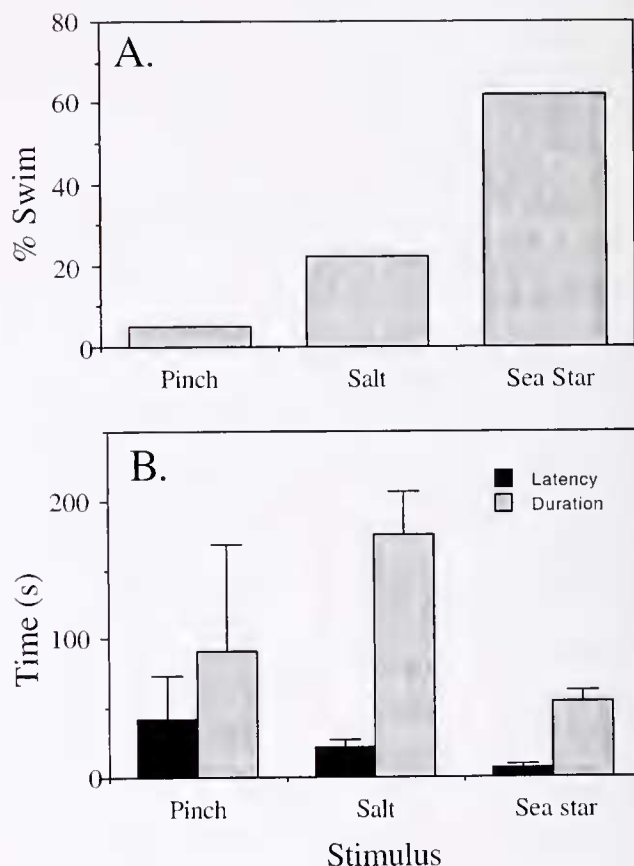 A.
80
60
40
20
0
% Swim
Pinch Salt Sea Star
B.
Latency
Duration
200
100
0
Time (s)
Pinch Salt Sea star
Stimulus